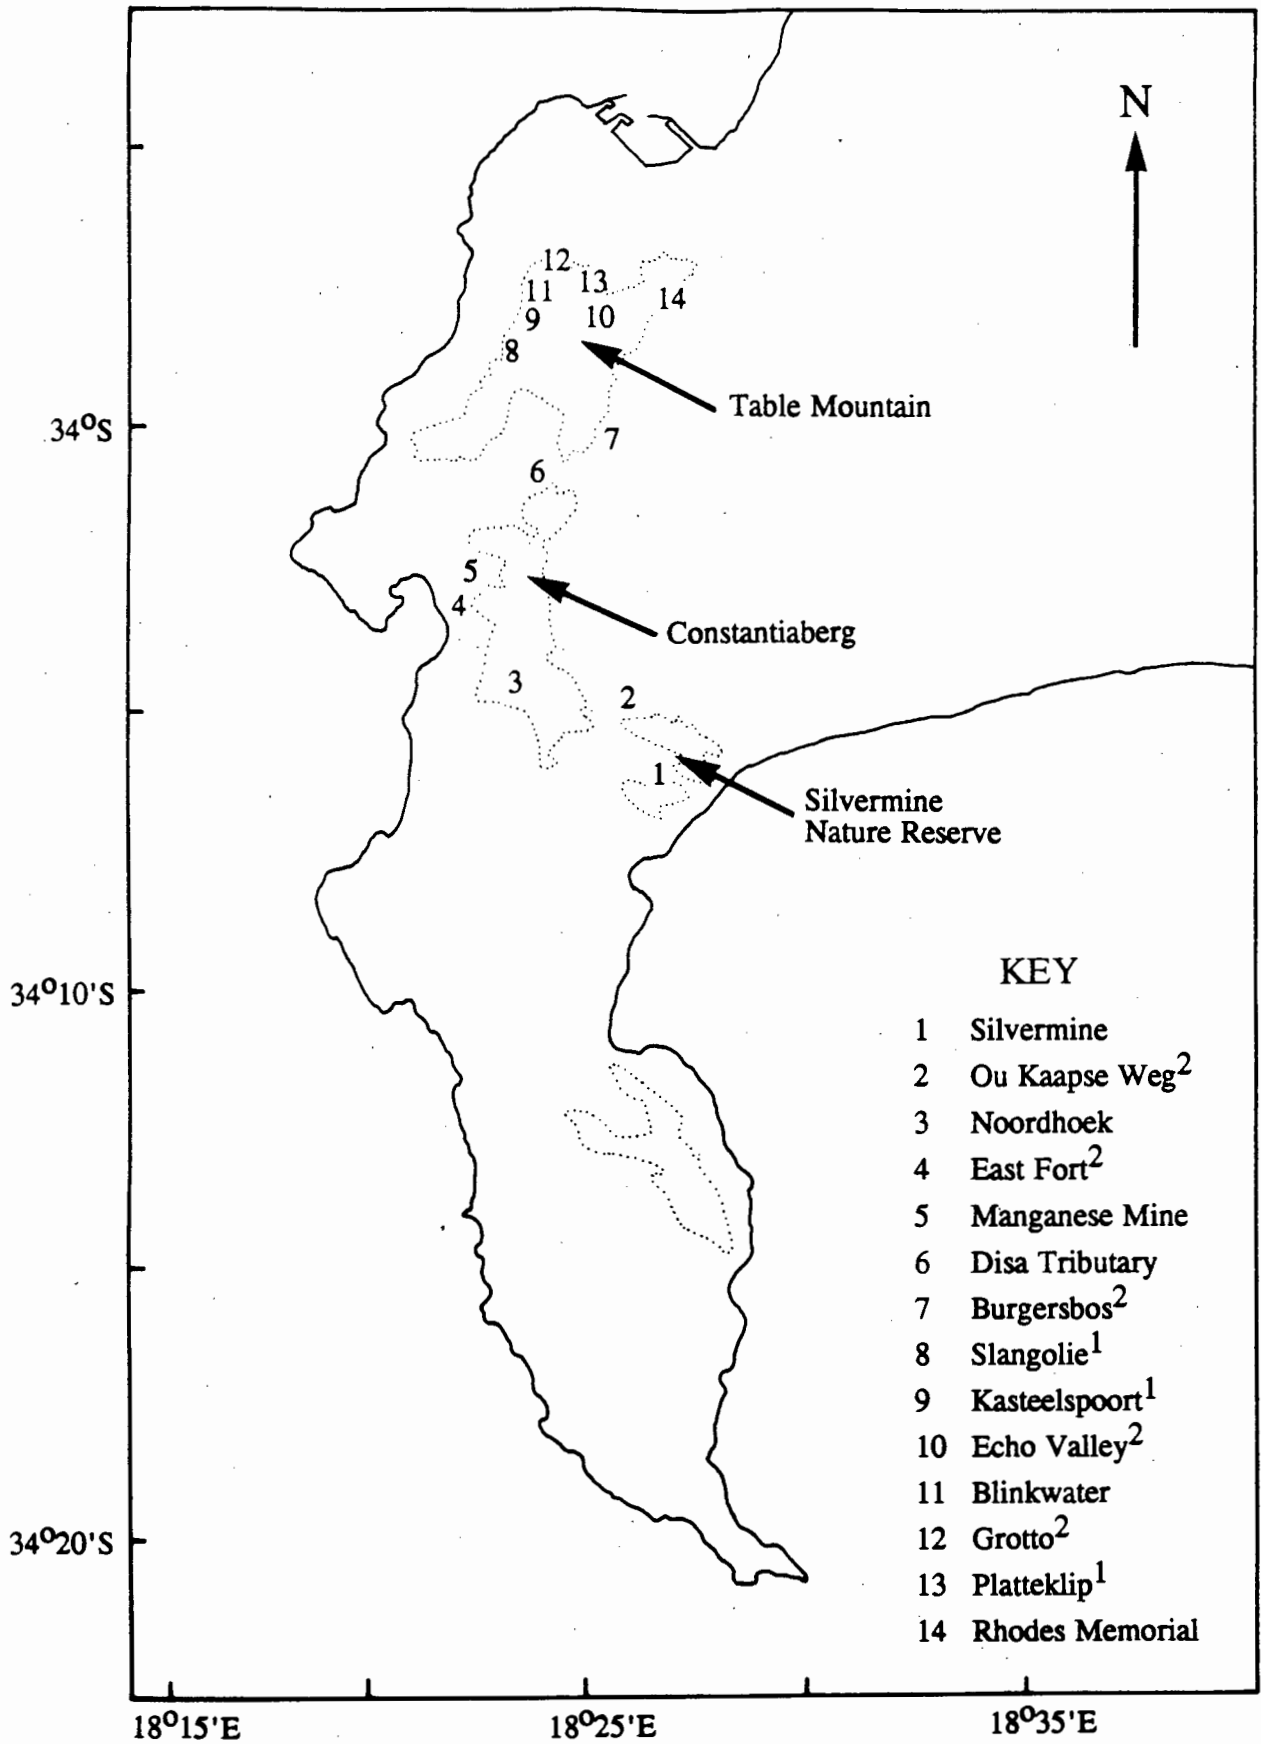 N
12
13
11
14
9
10
8
Table Mountain
34°S
7
6
5
4
Constantiaberg
3
2
1
Silvermine
Nature Reserve
KEY
34°10'S
1 Silvermine
2 Ou Kaapse Weg²
3 Noordhoek
4 East Fort²
5 Manganese Mine
6 Disa Tributary
7 Burgersbos²
8 Slangolie¹
9 Kasteelspoort¹
10 Echo Valley²
11 Blinkwater
34°20'S
12 Grotto²
13 Platteklip¹
14 Rhodes Memorial
18°15'E 18°25'E 18°35'E